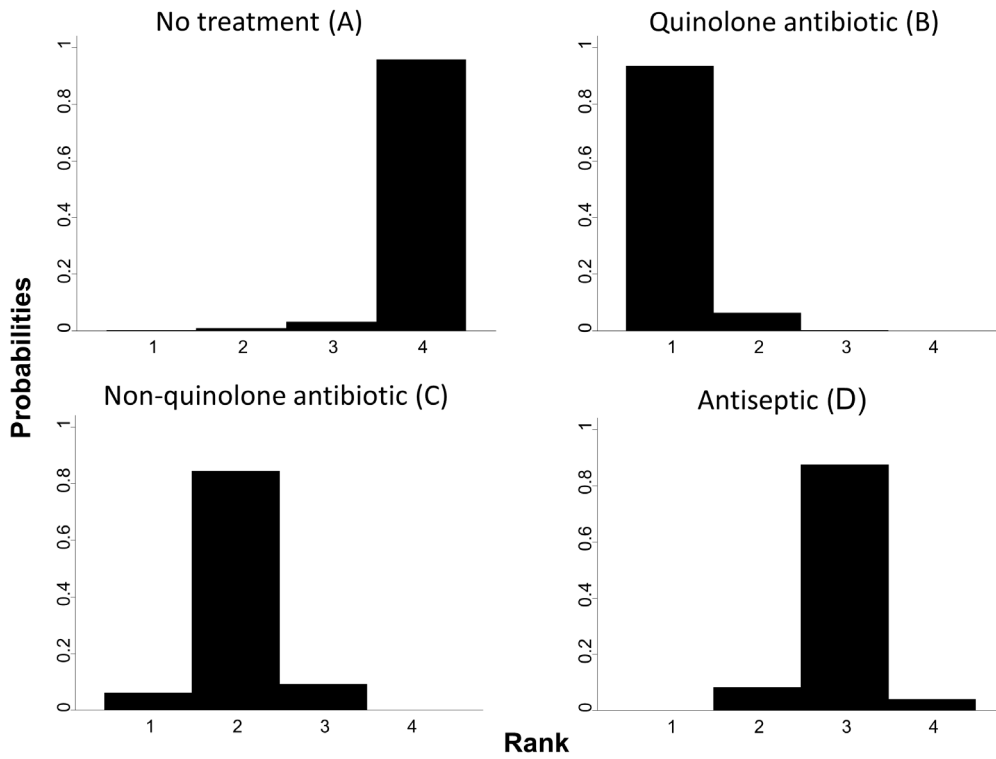 No treatment (A)
Quinolone antibiotic (B)
1
0.8
0.6
0.4
0.2
0
1 2 3 4
1
0.8
0.6
0.4
0.2
0
1 2 3 4
Probabilities
Non-quinolone antibiotic (C)
Antiseptic (D)
1
0.8
0.6
0.4
0.2
0
1 2 3 4
1
0.8
0.6
0.4
0.2
0
1 2 3 4
Rank